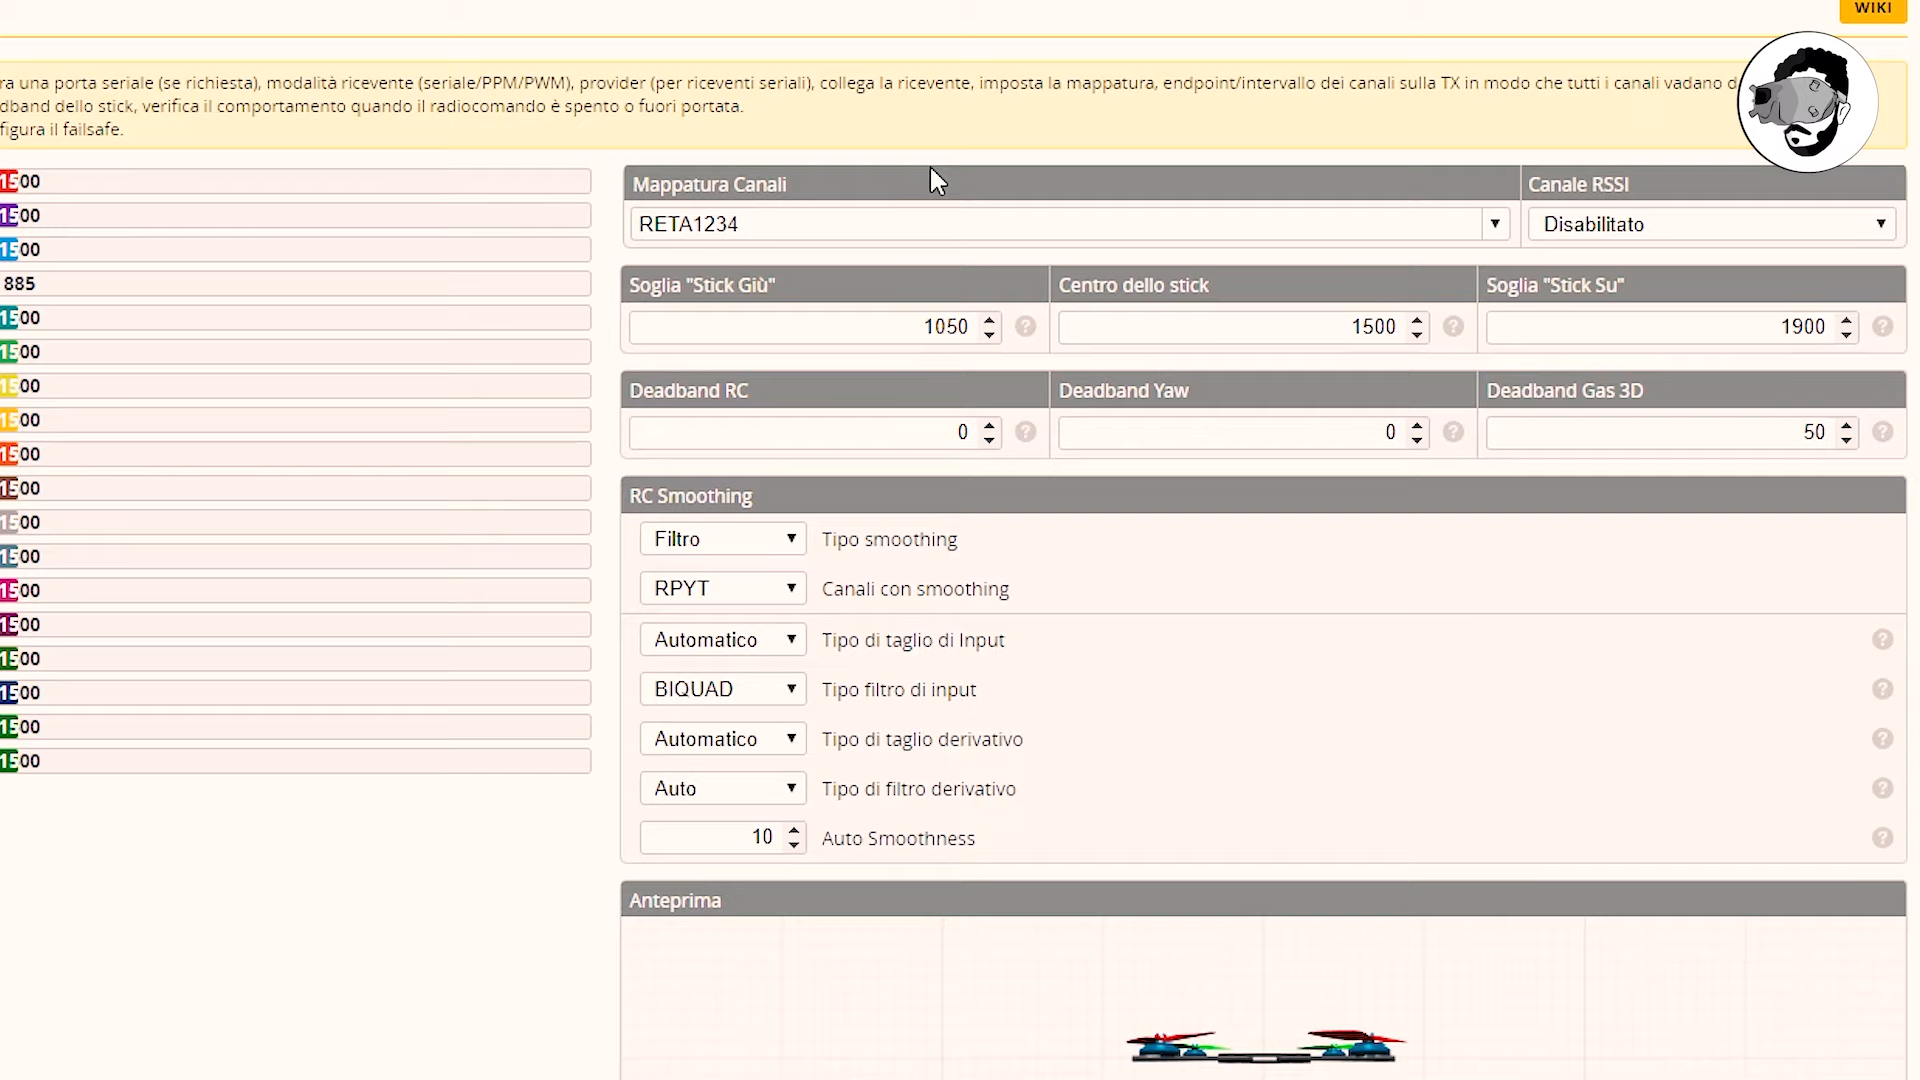 WIKI
ra una porta seriale (se richiesta), modalità ricevente (seriale/PPM/PWM), provider (per riceventi seriali), collega la ricevente, imposta la mappatura, endpoint/intervallo dei canali sulla TX in modo che tutti i canali vadano d
dband dello stick, verifica il comportamento quando il radiocomando è spento o fuori portata.
figura il failsafe.
1500
1500
1500
885
1500
1500
1500
1500
1500
1500
1500
1500
1500
1500
1500
1500
1500
1500
Mappatura Canali
Canale RSSI
RETA1234
Disabilitato
Soglia "Stick Giù"
Centro dello stick
Soglia "Stick Su"
1050
1500
1900
Deadband RC
Deadband Yaw
Deadband Gas 3D
0
0
50
RC Smoothing
Filtro Tipo smoothing
RPYT Canali con smoothing
Automatico Tipo di taglio di Input
BIQUAD Tipo filtro di input
Automatico Tipo di taglio derivativo
Auto Tipo di filtro derivativo
10 Auto Smoothness
Anteprima